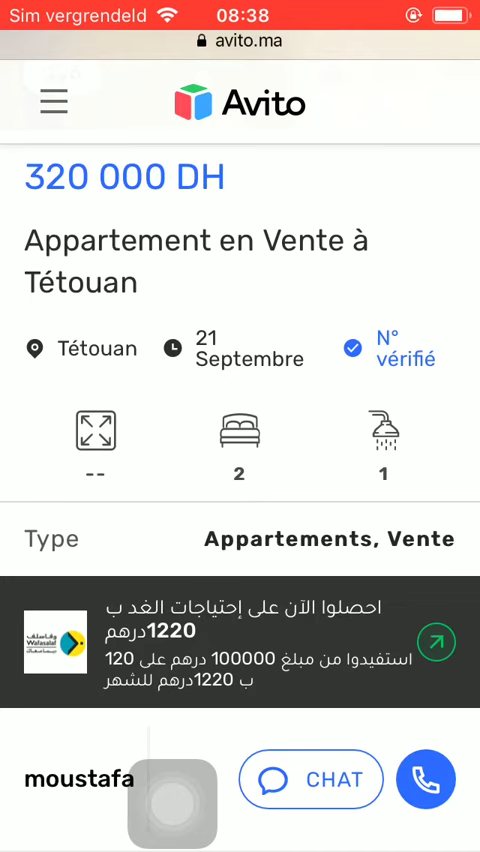 Sim vergrendeld 08:38
avito.ma
Avito
320 000 DH
Appartement en Vente à
Tétouan
Tétouan
21
Septembre
N°
vérifié
-- 2 1
Type Appartements, Vente
احصلوا الآن على إحتياجات الغد ب
1220درهم
استفيدوا من مبلغ 100000 درهم على 120
ب 1220درهم للشهر
وفاسلف
Wafasalaf
moustafa
CHAT